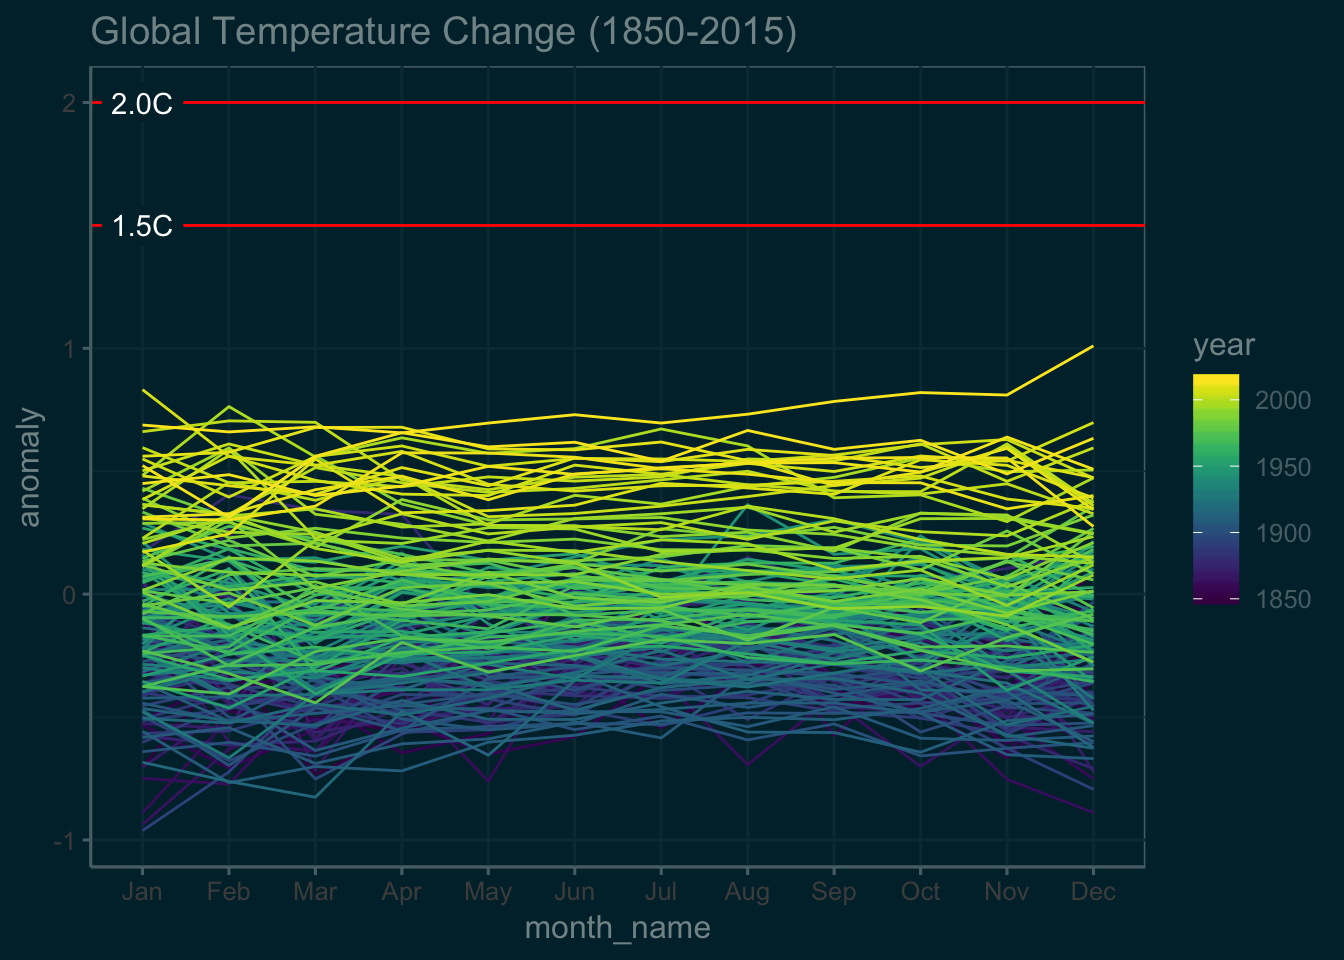 Global Temperature Change (1850-2015)
2
2.0C
1.5C
1
0
-1
anomaly
Jan Feb Mar Apr May Jun Jul Aug Sep Oct Nov Dec
month_name
year
2000
1950
1900
1850